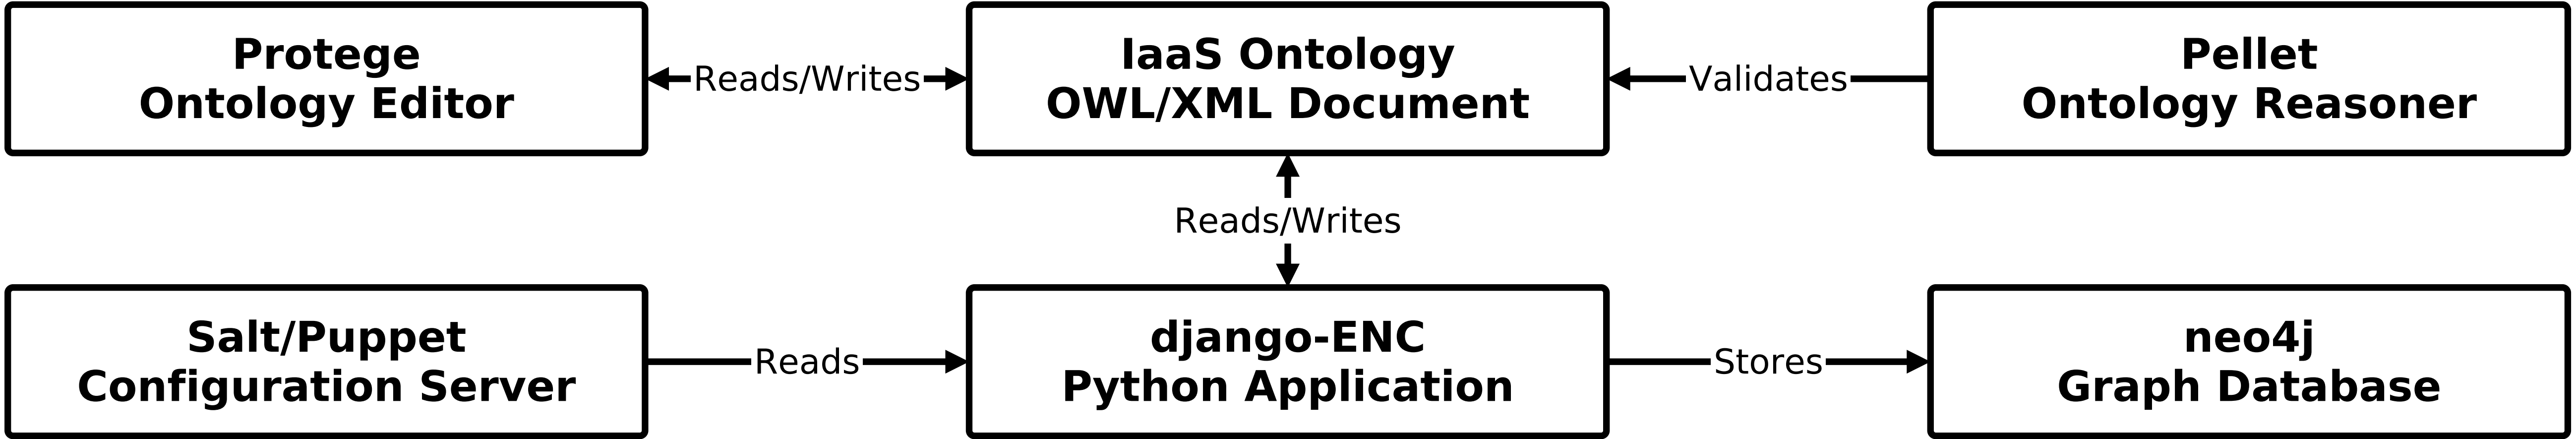 Protege
Ontology Editor
Reads/Writes
IaaS Ontology
OWL/XML Document
Validates
Pellet
Ontology Reasoner
Reads/Writes
Salt/Puppet
Configuration Server
Reads
django-ENC
Python Application
Stores
neo4j
Graph Database